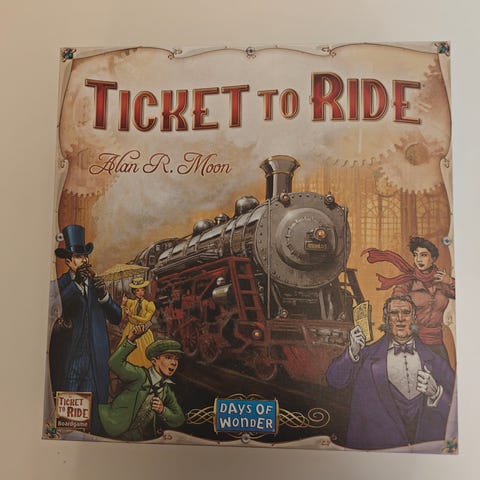 TICKET TO RIDE
Alan R. Moon
TICKET
TO RIDE
Boardgame
DAYS OF
WONDER